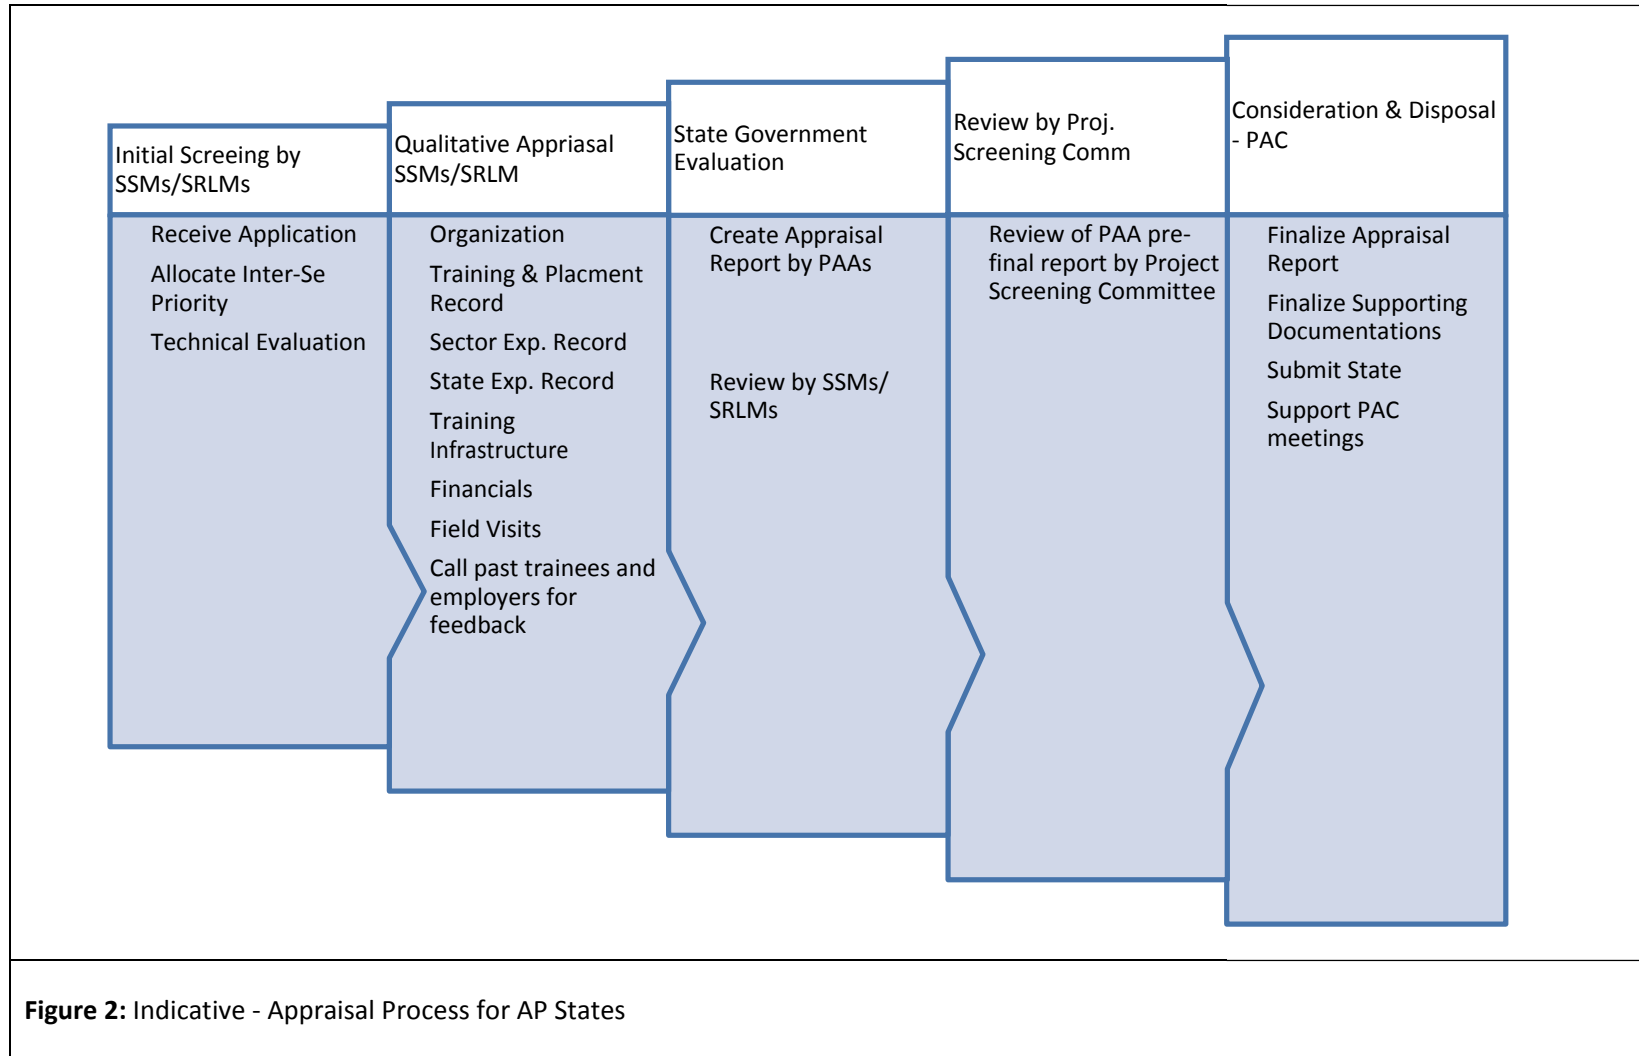 Initial Screeing by
SSMs/SRLMs
Receive Application
Allocate Inter-Se
Priority
Technical Evaluation
Qualitative Appriasal
SSMs/SRLM
Organization
Training & Placment
Record
Sector Exp. Record
State Exp. Record
Training
Infrastructure
Financials
Field Visits
Call past trainees and
employers for
feedback
State Government
Evaluation
Create Appraisal
Report by PAAs
Review by SSMs/
SRLMs
Review by Proj.
Screening Comm
Review of PAA pre-
final report by Project
Screening Committee
Consideration & Disposal
- PAC
Finalize Appraisal
Report
Finalize Supporting
Documentations
Submit State
Support PAC
meetings
Figure 2: Indicative - Appraisal Process for AP States